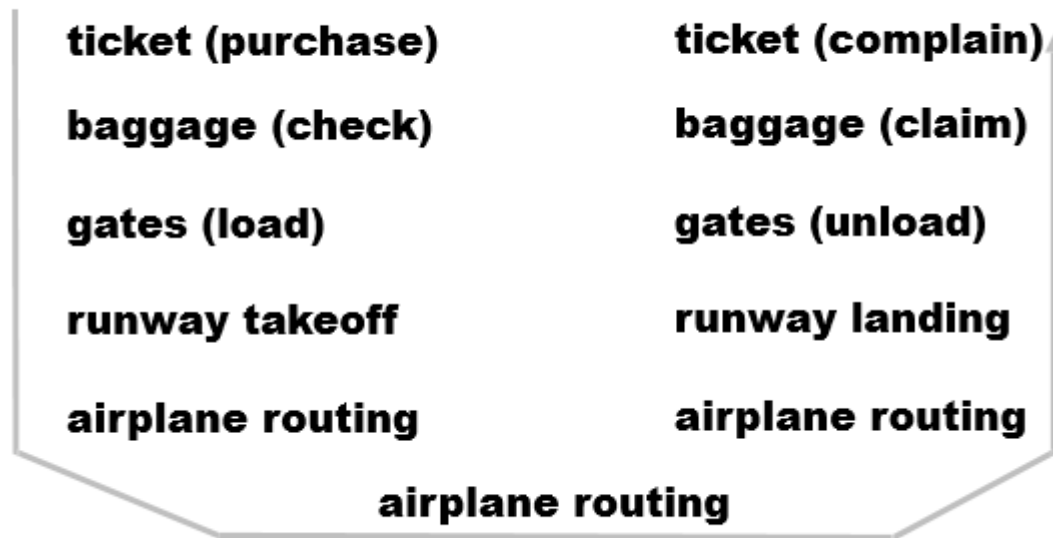 ticket (purchase)
ticket (complain)
baggage (check)
baggage (claim)
gates (load)
gates (unload)
runway takeoff
runway landing
airplane routing
airplane routing
airplane routing